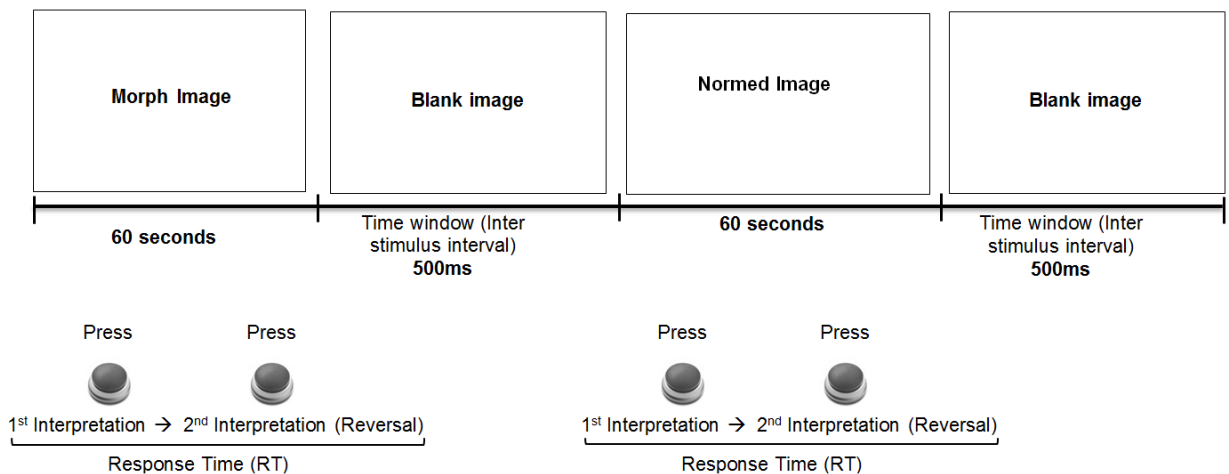 Morph Image
Blank image
Normed Image
Blank image
60 seconds
Time window (Inter
stimulus interval)
500ms
60 seconds
Time window (Inter
stimulus interval)
500ms
Press
Press
Press
Press
1st Interpretation → 2nd Interpretation (Reversal)
1st Interpretation → 2nd Interpretation (Reversal)
Response Time (RT)
Response Time (RT)